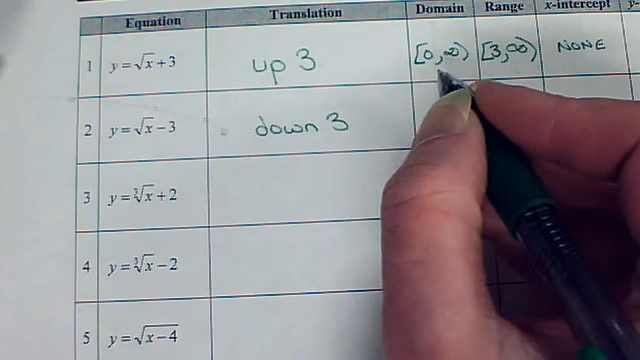 Equation Translation Domain Range x-intercept y-
1 y = √x + 3 up 3 [0,∞) [3,∞) NONE
2 y = √x − 3 down 3
3 y = ∛x + 2
4 y = ∛x − 2
5 y = √(x − 4)